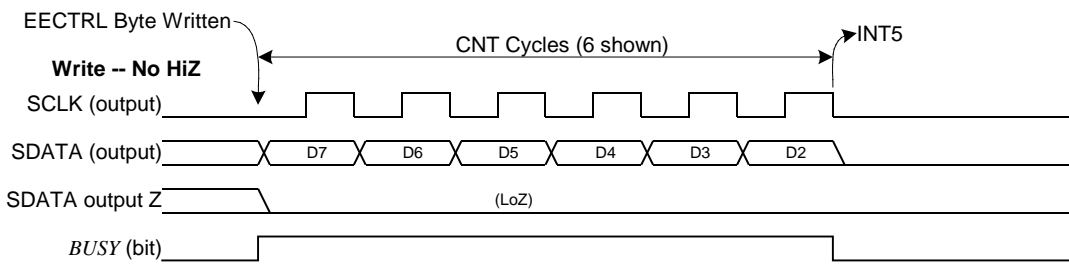 EECTRL Byte Written
CNT Cycles (6 shown)
INT5
Write -- No HiZ
SCLK (output)
SDATA (output)
D7 D6 D5 D4 D3 D2
SDATA output Z
(LoZ)
BUSY (bit)